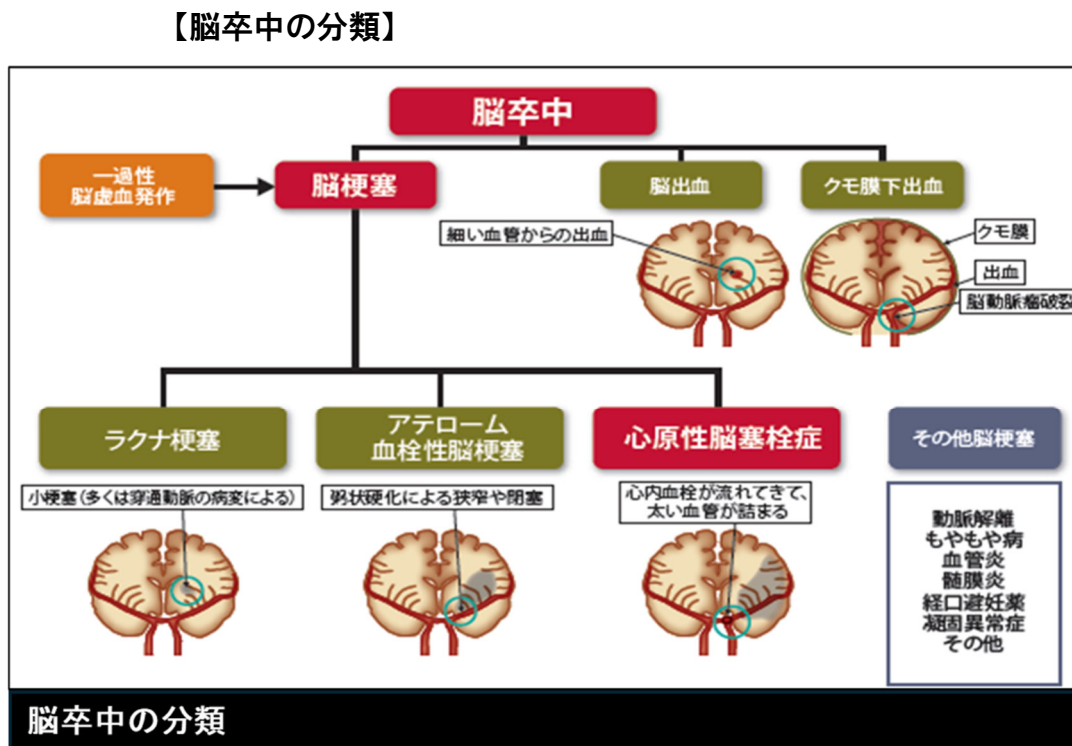 【脳卒中の分類】
脳卒中
一過性
脳虚血発作
脳梗塞
脳出血
クモ膜下出血
細い血管からの出血
クモ膜
出血
脳動脈瘤破裂
ラクナ梗塞
アテローム
血栓性脳梗塞
心原性脳塞栓症
その他脳梗塞
小梗塞(多くは穿通動脈の病変による)
粥状硬化による狭窄や閉塞
心内血栓が流れてきて、
太い血管が詰まる
動脈解離
もやもや病
血管炎
髄膜炎
経口避妊薬
凝固異常症
その他
脳卒中の分類